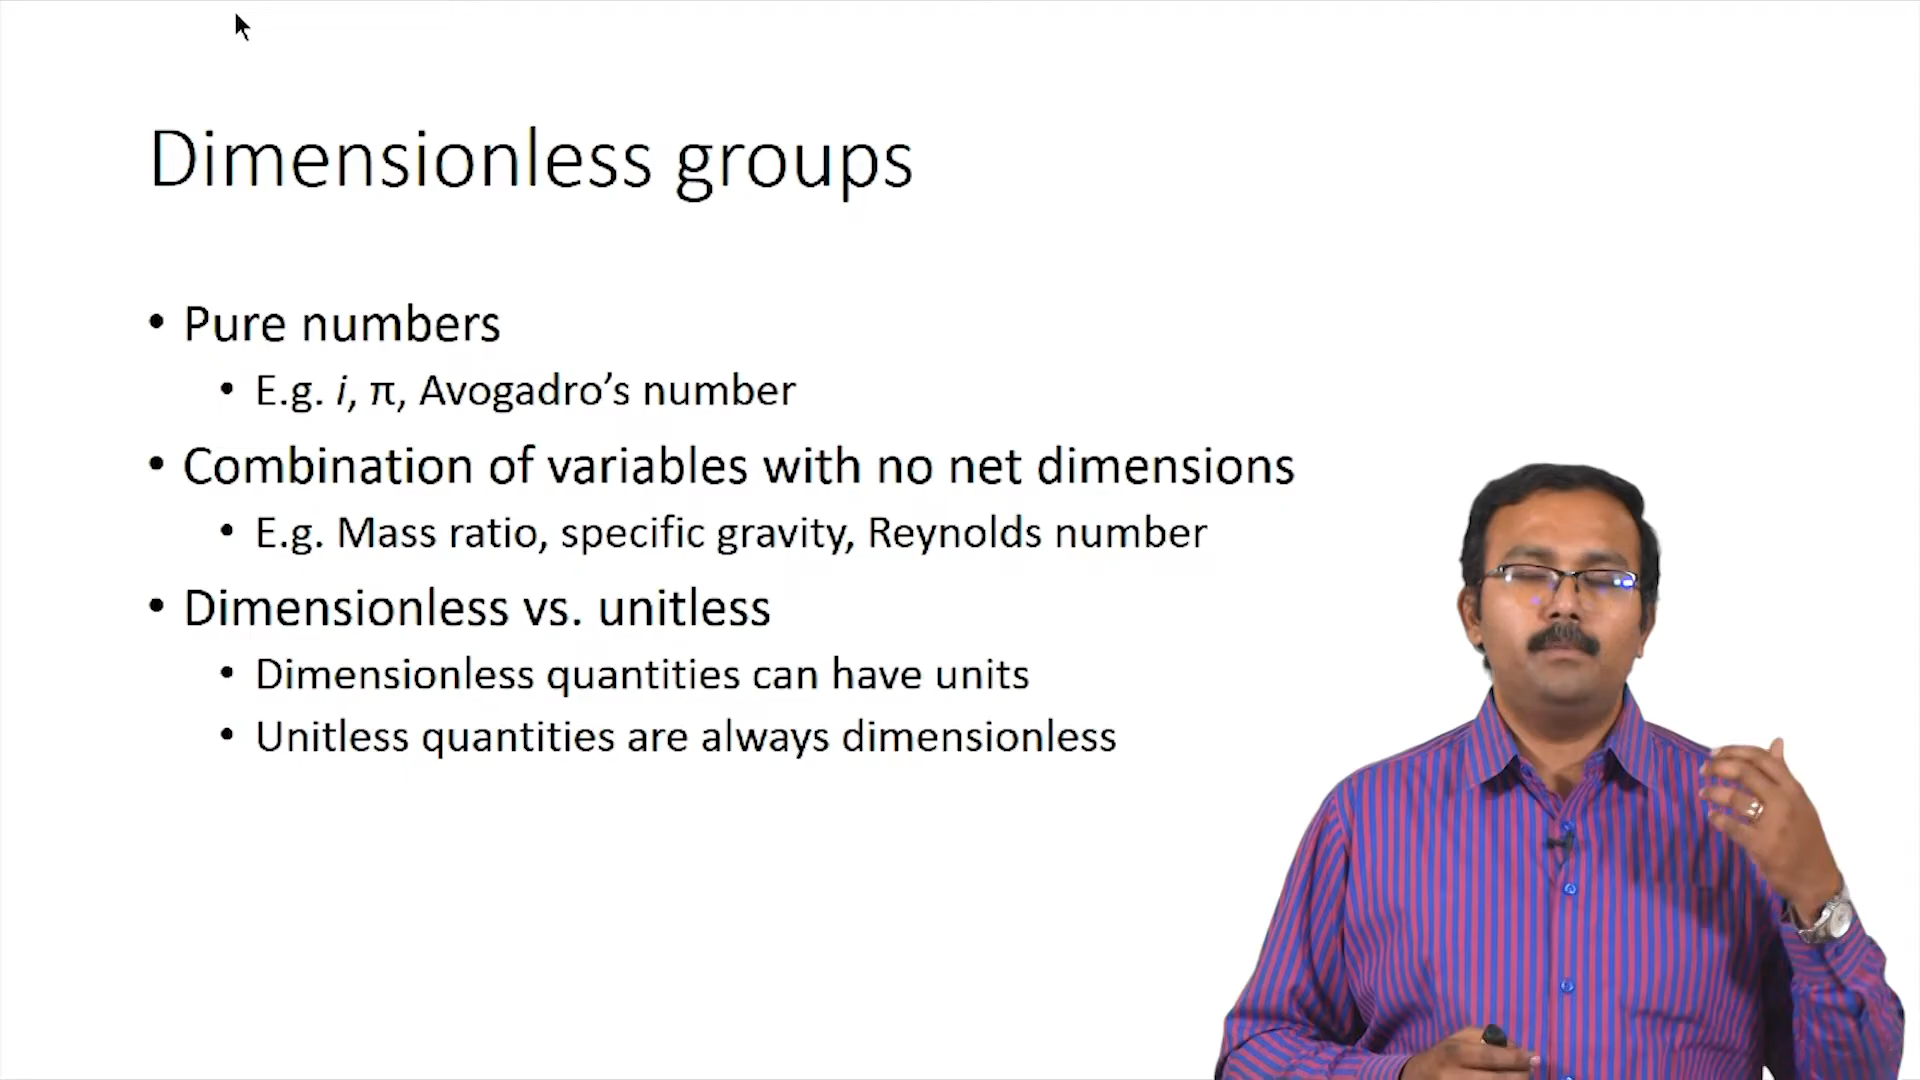 Dimensionless groups
• Pure numbers
• E.g. i, π, Avogadro’s number
• Combination of variables with no net dimensions
• E.g. Mass ratio, specific gravity, Reynolds number
• Dimensionless vs. unitless
• Dimensionless quantities can have units
• Unitless quantities are always dimensionless